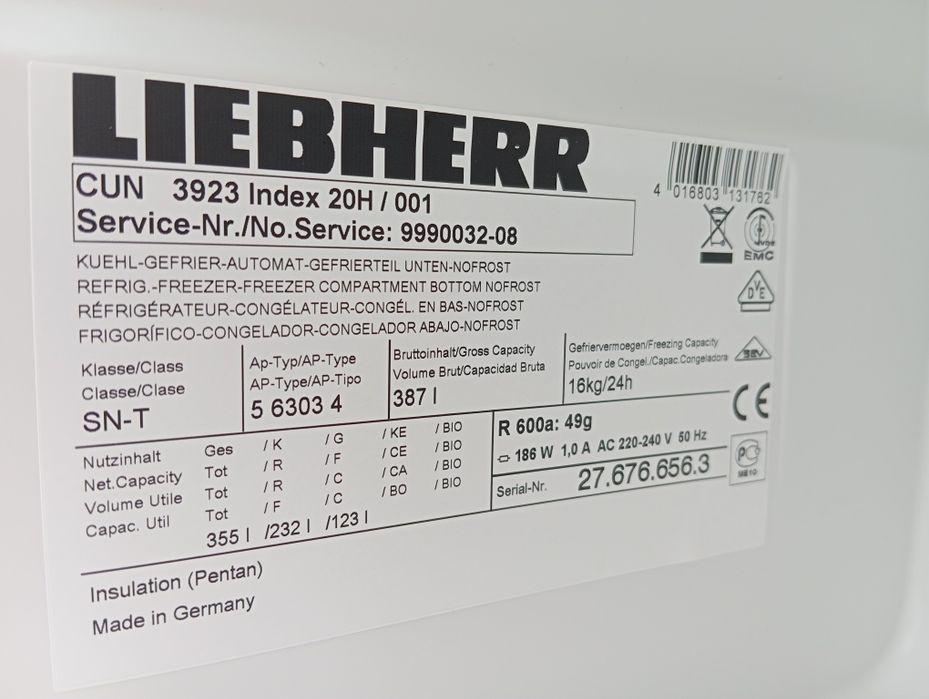 LIEBHERR
CUN 3923 Index 20H / 001
Service-Nr./No.Service: 9990032-08
4 016803 131782
EMC
KUEHL-GEFRIER-AUTOMAT-GEFRIERTEIL UNTEN-NOFROST
REFRIG.-FREEZER-FREEZER COMPARTMENT BOTTOM NOFROST
RÉFRIGÉRATEUR-CONGÉLATEUR-CONGÉL. EN BAS-NOFROST
FRIGORÍFICO-CONGELADOR-CONGELADOR ABAJO-NOFROST
Klasse/Class
Classe/Clase
SN-T
Ap-Typ/AP-Type
AP-Type/AP-Tipo
5 6303 4
Bruttoinhalt/Gross Capacity
Volume Brut/Capacidad Bruta
387 l
Gefriervermoegen/Freezing Capacity
Pouvoir de Congel./Capac.Congeladora
16kg/24h
DVE
SEV
CE
Nutzinhalt Ges / K / G / KE / BIO
Net.Capacity Tot / R / F / CE / BIO
Volume Utile Tot / R / C / CA / BIO
Capac. Util Tot / F / C / BO / BIO
355 l /232 l /123 l
R 600a: 49g
186 W 1,0 A AC 220-240 V 50 Hz
Serial-Nr. 27.676.656.3
Insulation (Pentan)
Made in Germany